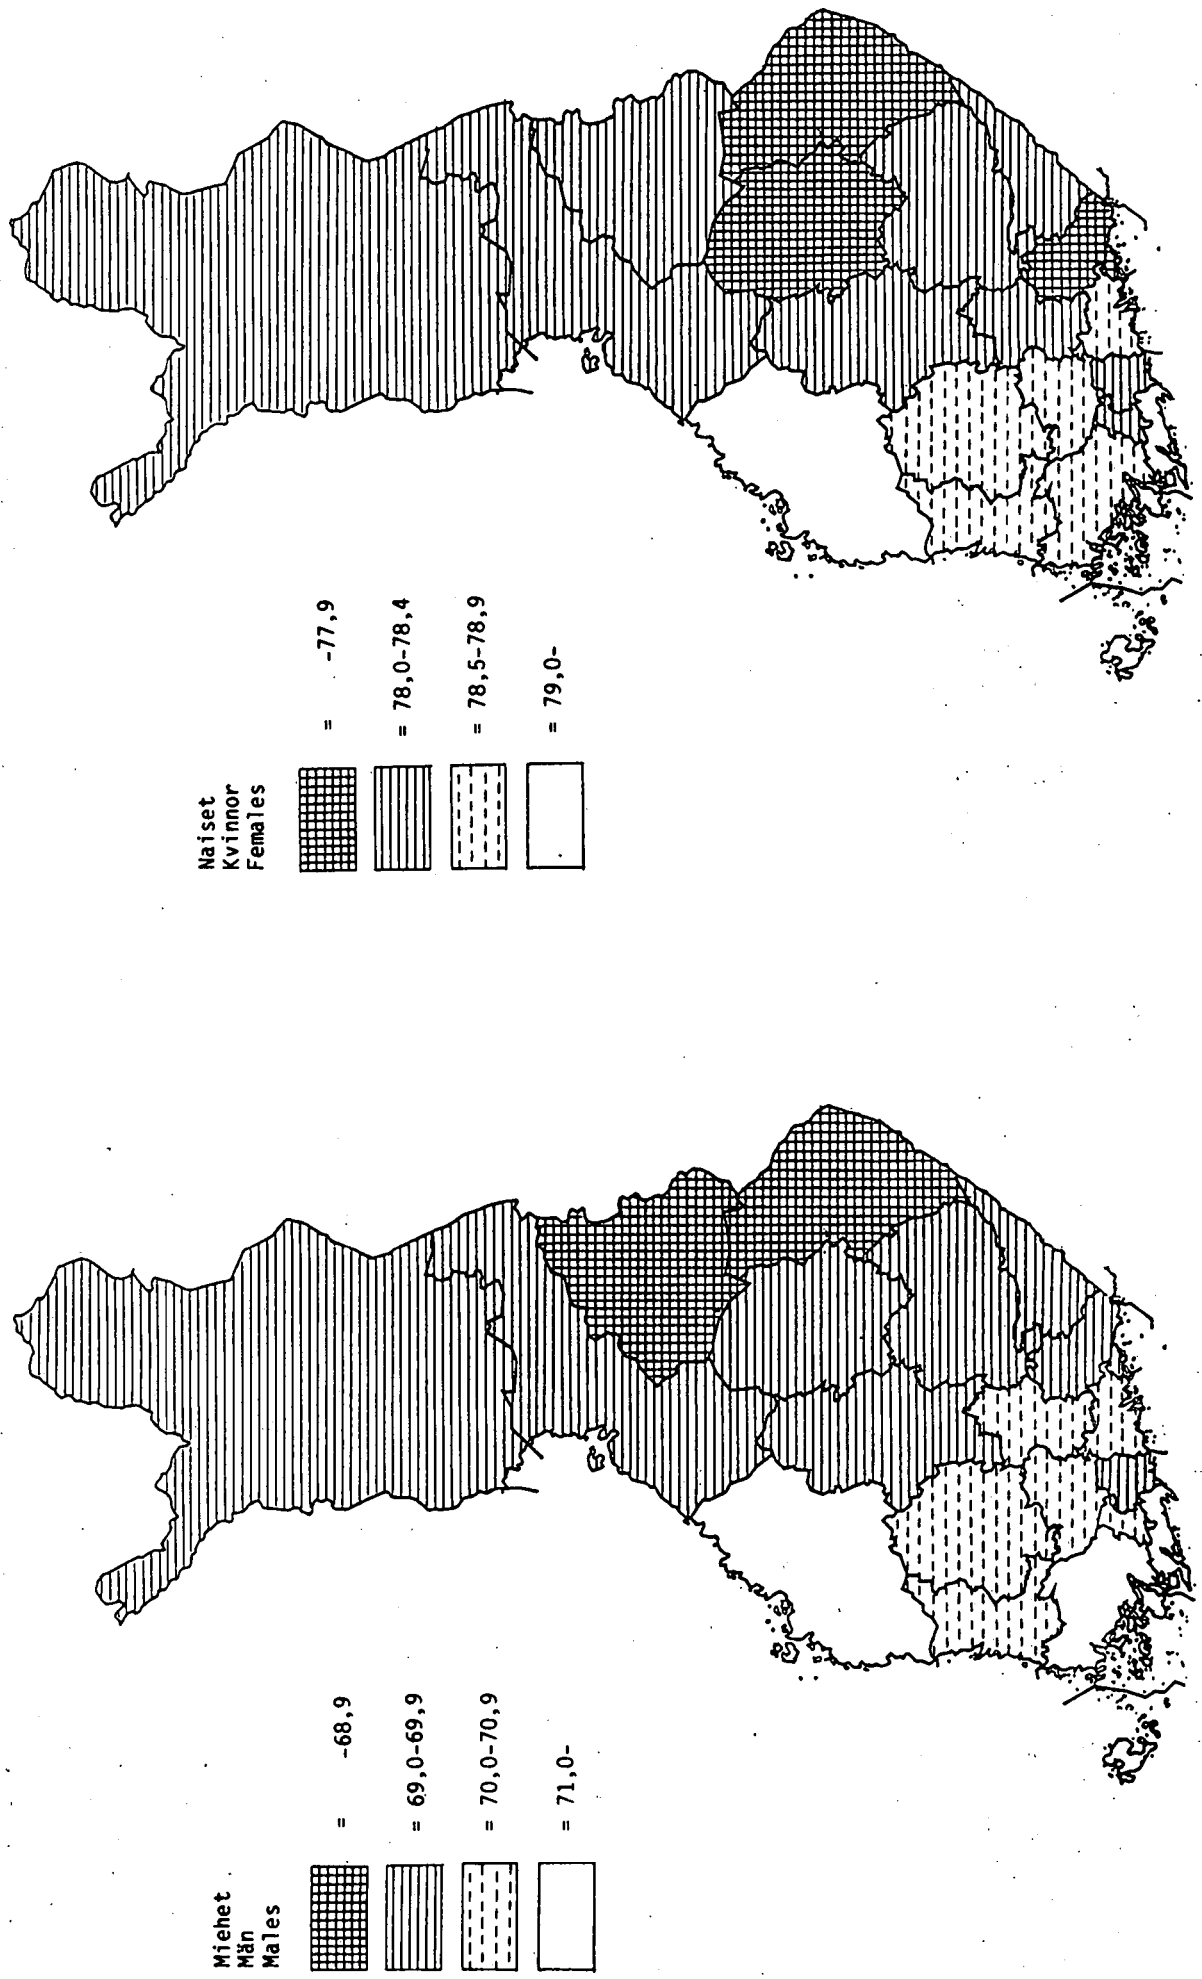 Naiset
Kvinnor
Females
= -77,9
= 78,0-78,4
= 78,5-78,9
= 79,0-
Miehet
Män
Males
= -68,9
= 69,0-69,9
= 70,0-70,9
= 71,0-